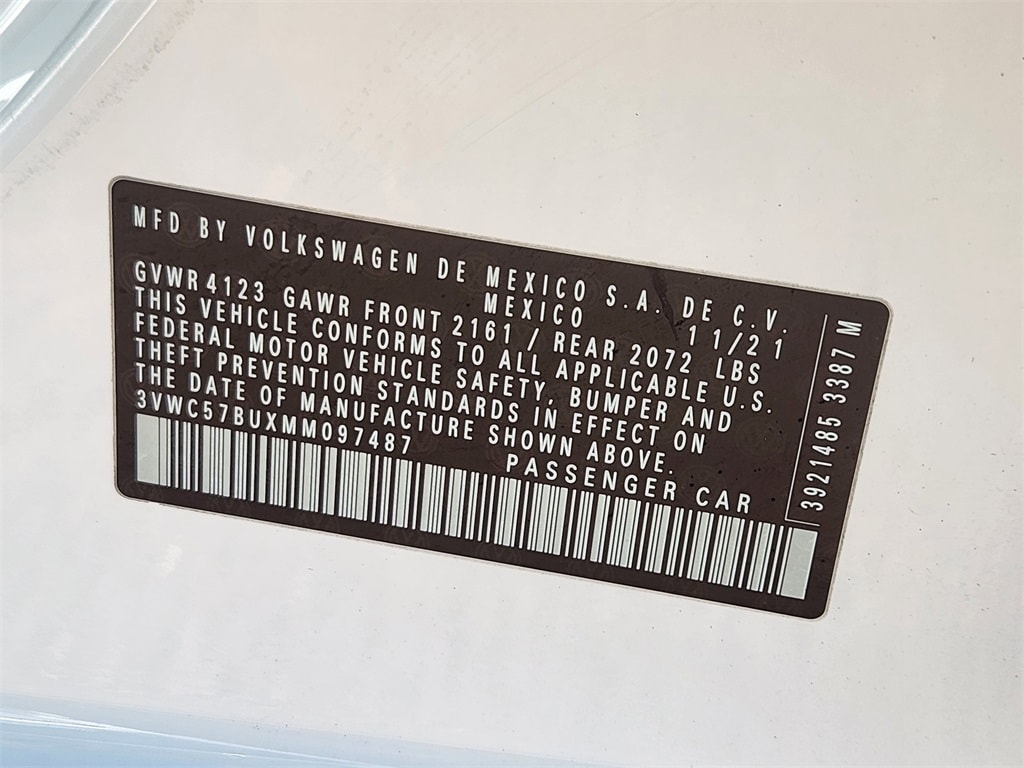 MFD BY VOLKSWAGEN DE MEXICO S.A. DE C.V.
MEXICO 11/21
GVWR 4123 GAWR FRONT 2161 / REAR 2072 LBS
THIS VEHICLE CONFORMS TO ALL APPLICABLE U.S.
FEDERAL MOTOR VEHICLE SAFETY, BUMPER AND
THEFT PREVENTION STANDARDS IN EFFECT ON
THE DATE OF MANUFACTURE SHOWN ABOVE.
3VWC57BUXMM097487 PASSENGER CAR
3921485 3387 M